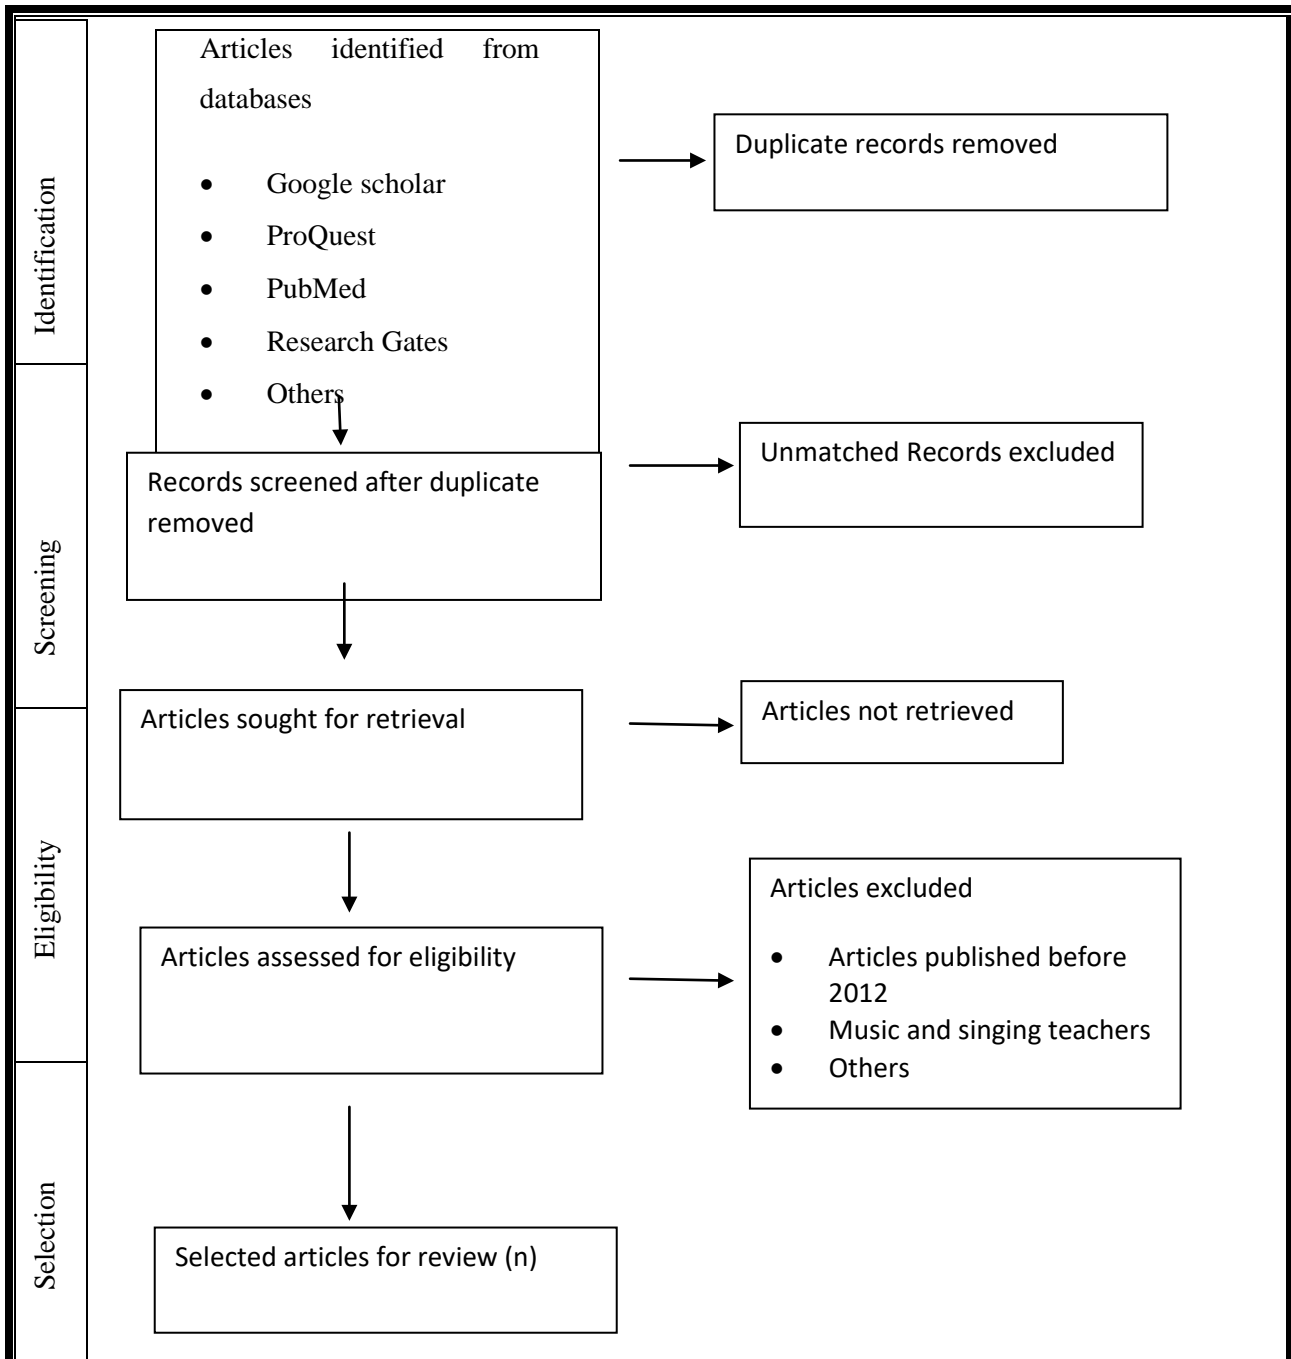 Identification
Articles identified from
databases
• Google scholar
• ProQuest
• PubMed
• Research Gates
• Others
Duplicate records removed
Screening
Records screened after duplicate
removed
Unmatched Records excluded
Eligibility
Articles sought for retrieval
Articles not retrieved
Articles assessed for eligibility
Articles excluded
• Articles published before
2012
• Music and singing teachers
• Others
Selection
Selected articles for review (n)